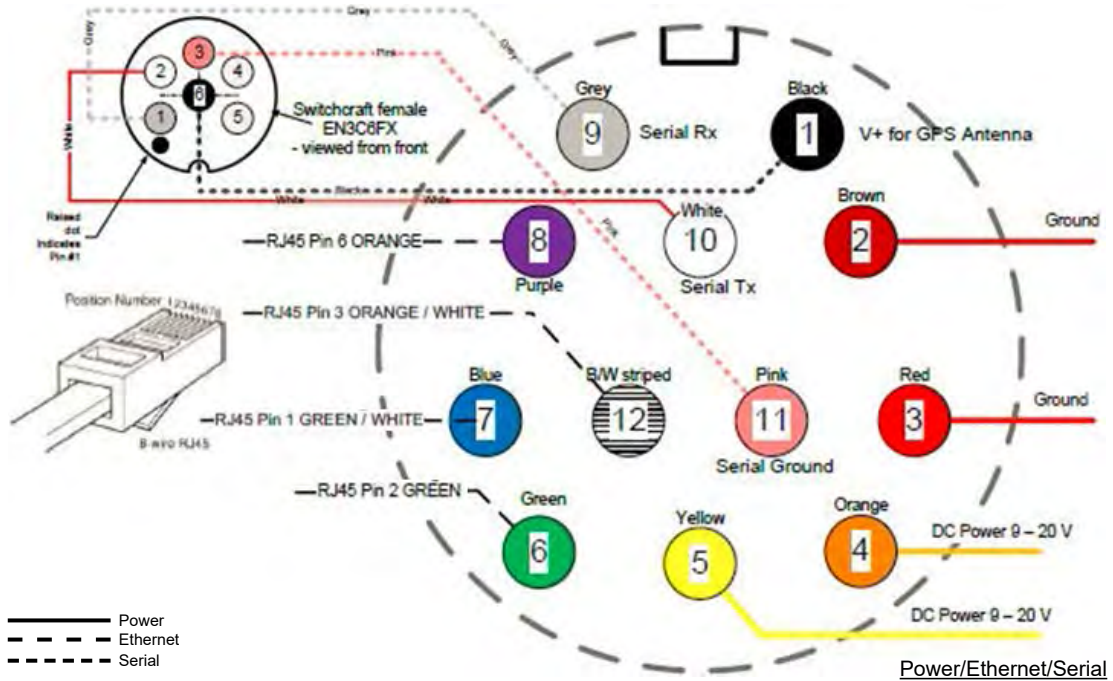 Grey
Grey
3
Pink
2
4
Grey
6
1
5
White
Switchcraft female
EN3C6FX
- viewed from front
Grey
9
Serial Rx
Black
1
V+ for GPS Antenna
Black
White
White
Raised
dot
indicates
Pin #1
Pink
RJ45 Pin 6 ORANGE
8
Purple
White
10
Serial Tx
Brown
2
Ground
Position Number 12345678
8-wire RJ45
RJ45 Pin 3 ORANGE / WHITE
Blue
7
B/W striped
12
Pink
11
Serial Ground
Red
3
Ground
RJ45 Pin 1 GREEN / WHITE
RJ45 Pin 2 GREEN
Green
6
Yellow
5
Orange
4
DC Power 9 – 20 V
DC Power 9 – 20 V
Power
Ethernet
Serial
Power/Ethernet/Serial